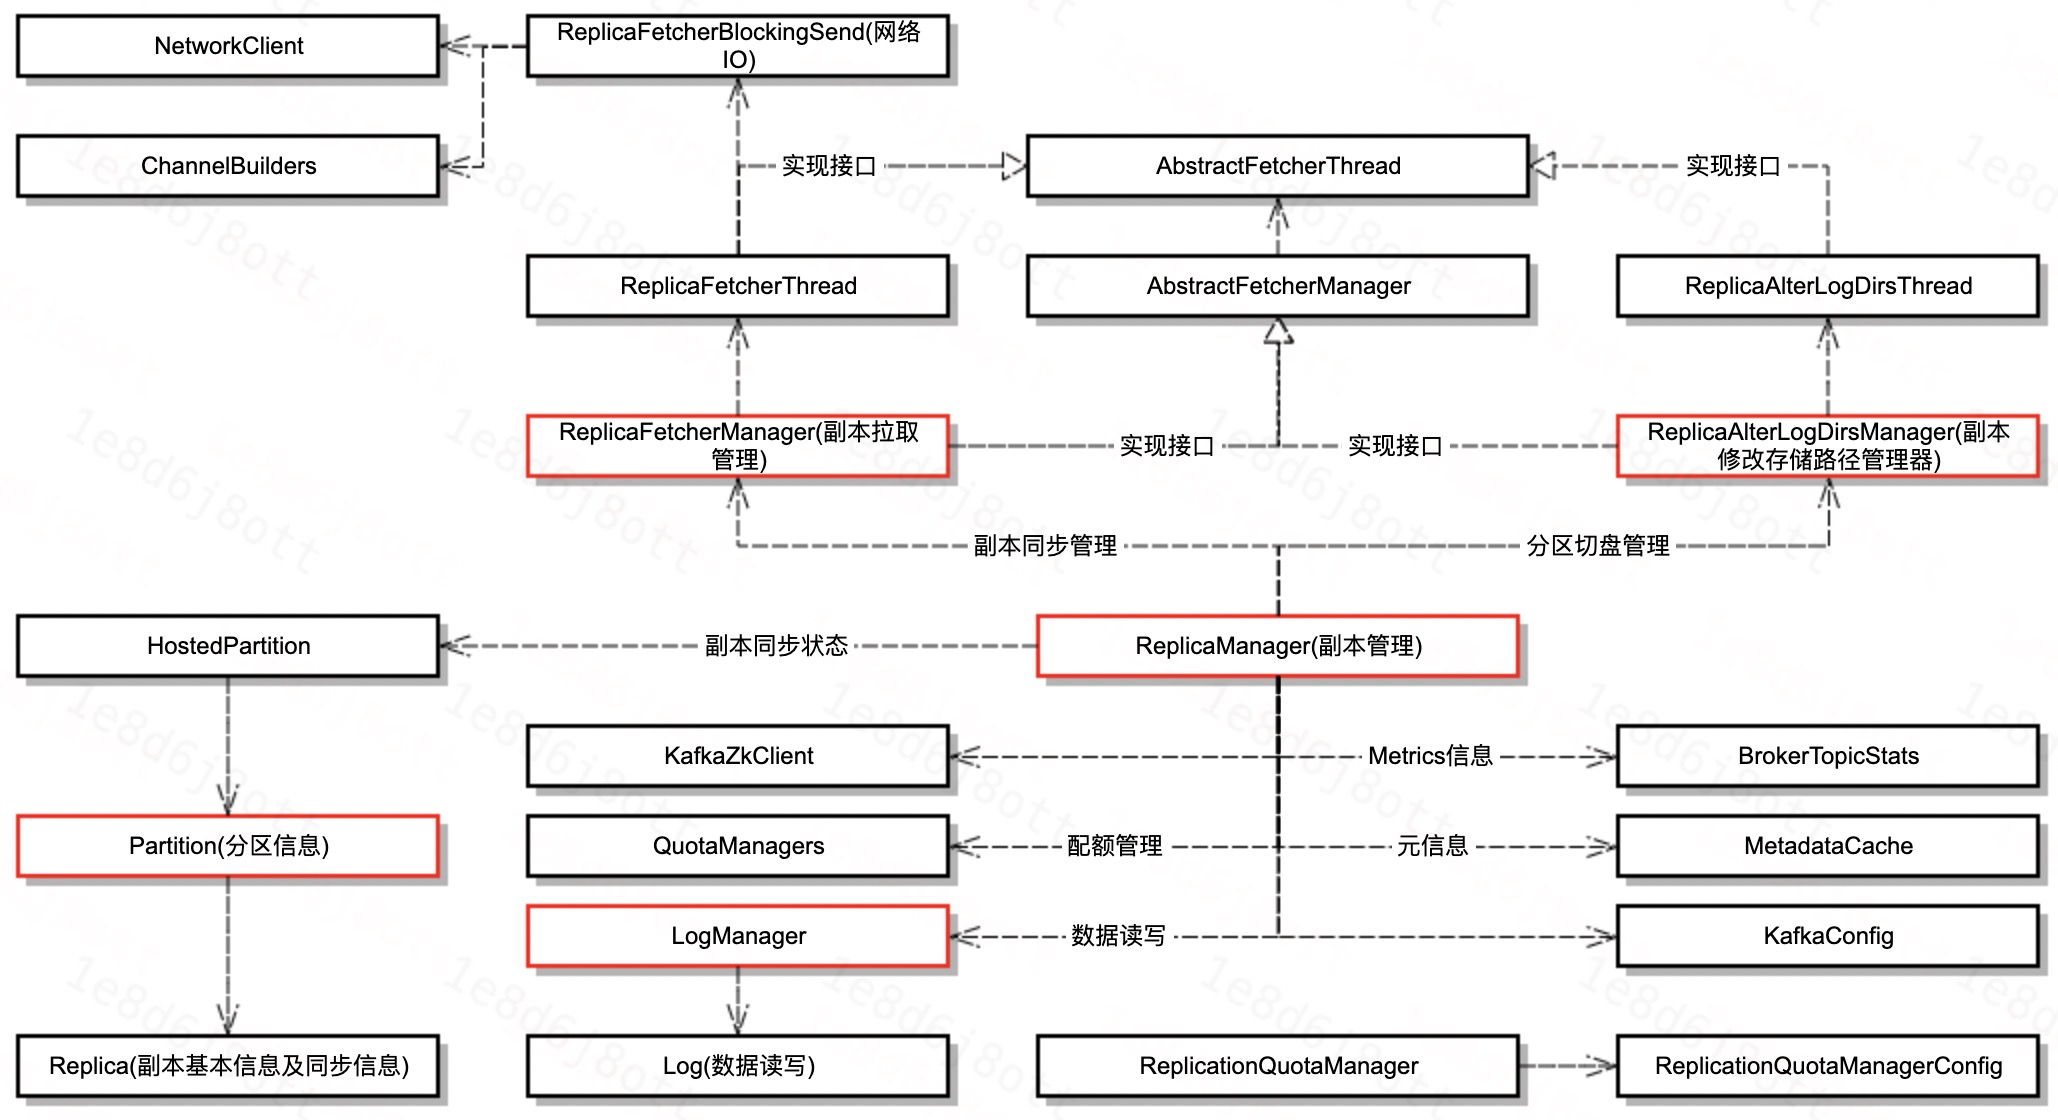 NetworkClient
ReplicaFetcherBlockingSend(网络
IO)
ChannelBuilders
实现接口
AbstractFetcherThread
实现接口
ReplicaFetcherThread
AbstractFetcherManager
ReplicaAlterLogDirsThread
ReplicaFetcherManager(副本拉取
管理)
实现接口
实现接口
ReplicaAlterLogDirsManager(副本
修改存储路径管理器)
副本同步管理
分区切盘管理
HostedPartition
副本同步状态
ReplicaManager(副本管理)
KafkaZkClient
Metrics信息
BrokerTopicStats
Partition(分区信息)
QuotaManagers
配额管理
元信息
MetadataCache
LogManager
数据读写
KafkaConfig
Replica(副本基本信息及同步信息)
Log(数据读写)
ReplicationQuotaManager
ReplicationQuotaManagerConfig
1e8d6j8ott